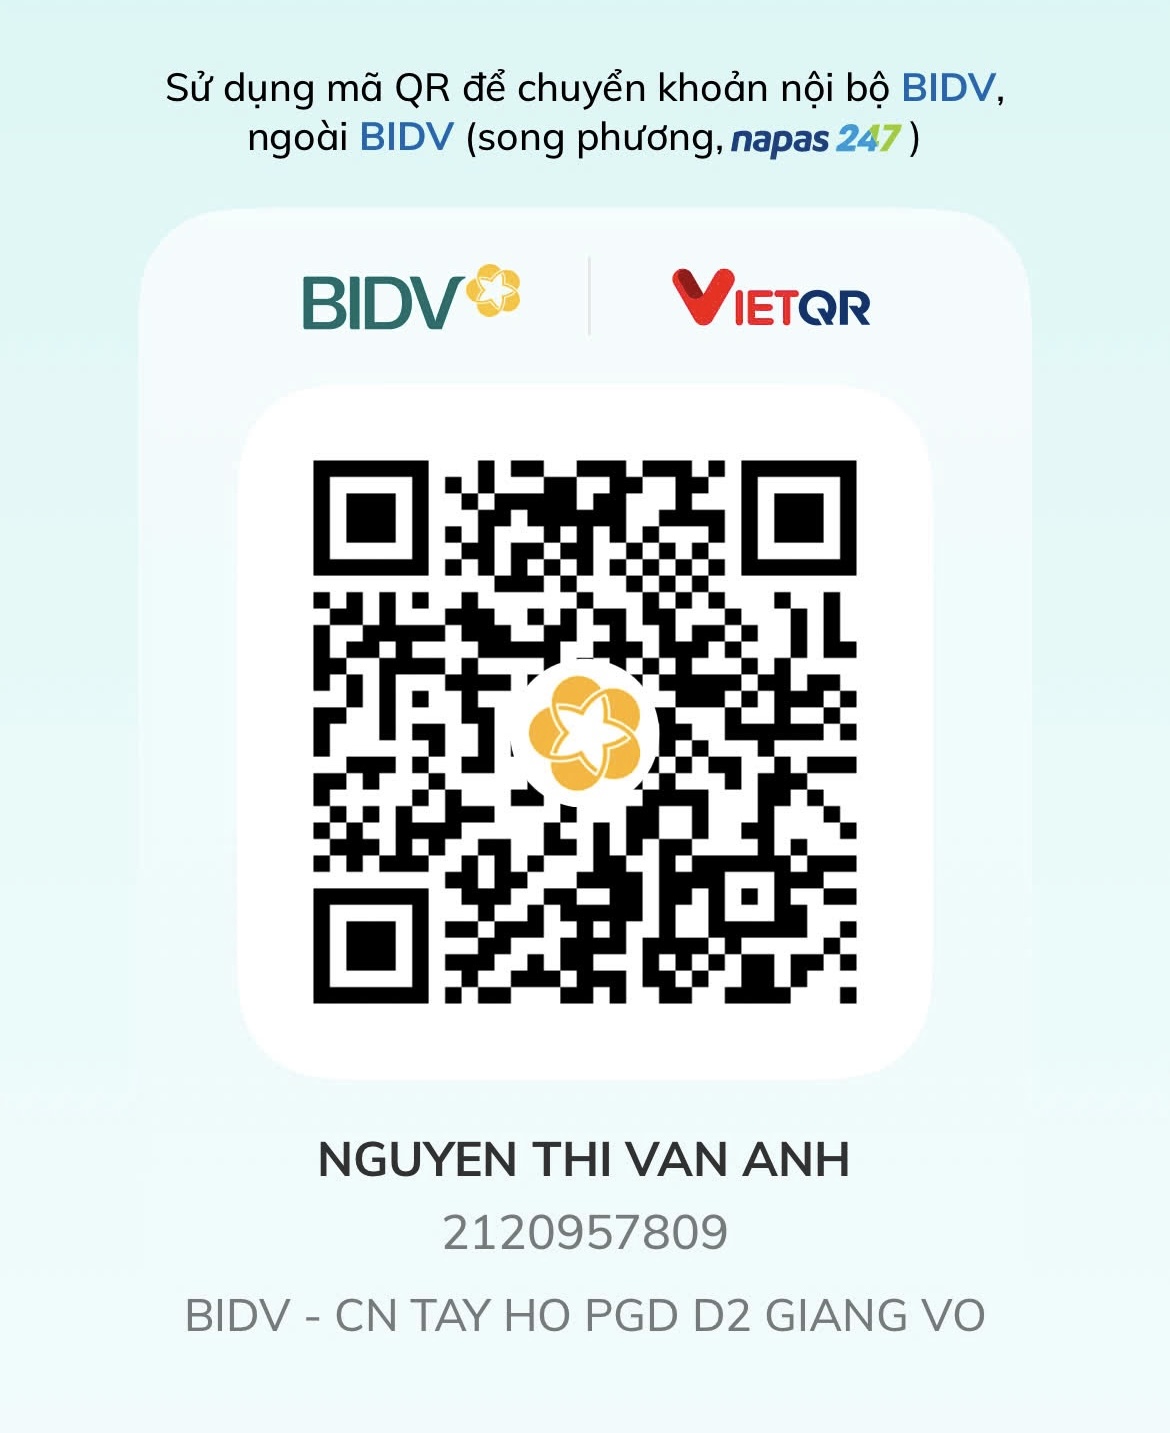 Sử dụng mã QR để chuyển khoản nội bộ BIDV,
ngoài BIDV (song phương, napas 247 )
BIDV VIETQR
NGUYEN THI VAN ANH
2120957809
BIDV - CN TAY HO PGD D2 GIANG VO